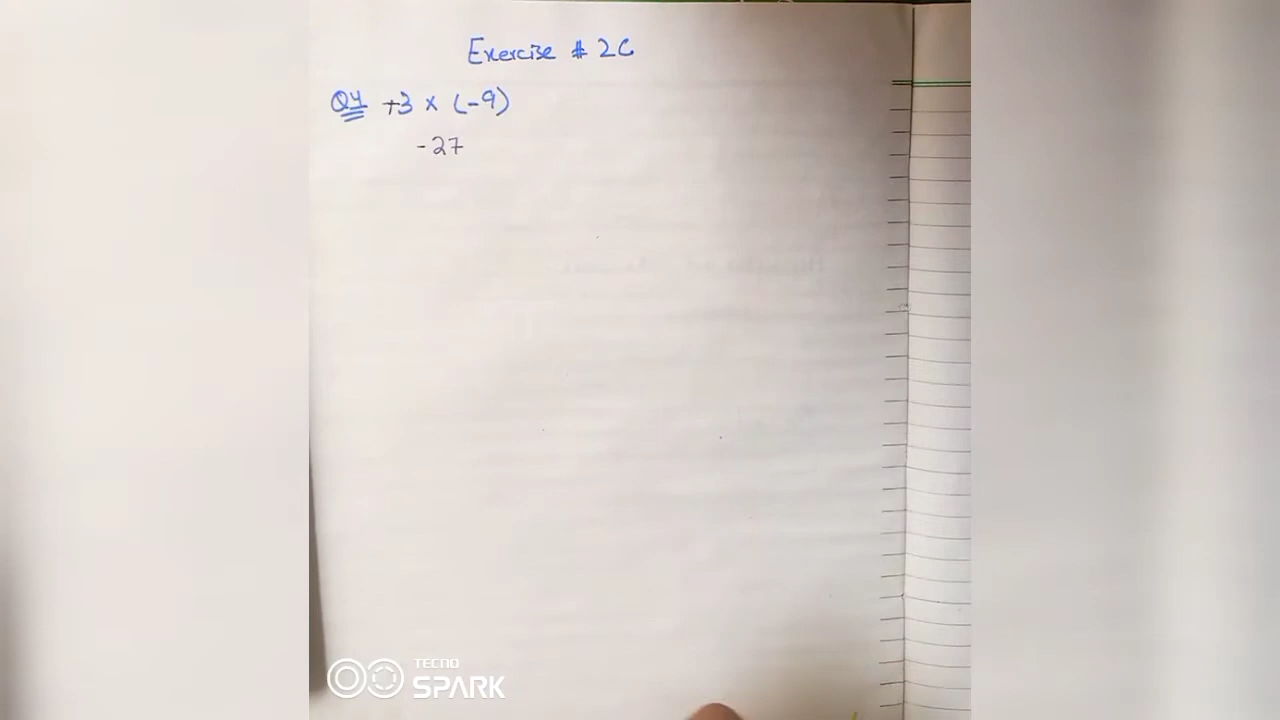 Exercise # 2C
Q4 +3 × (-9)
-27
TECNO
SPARK